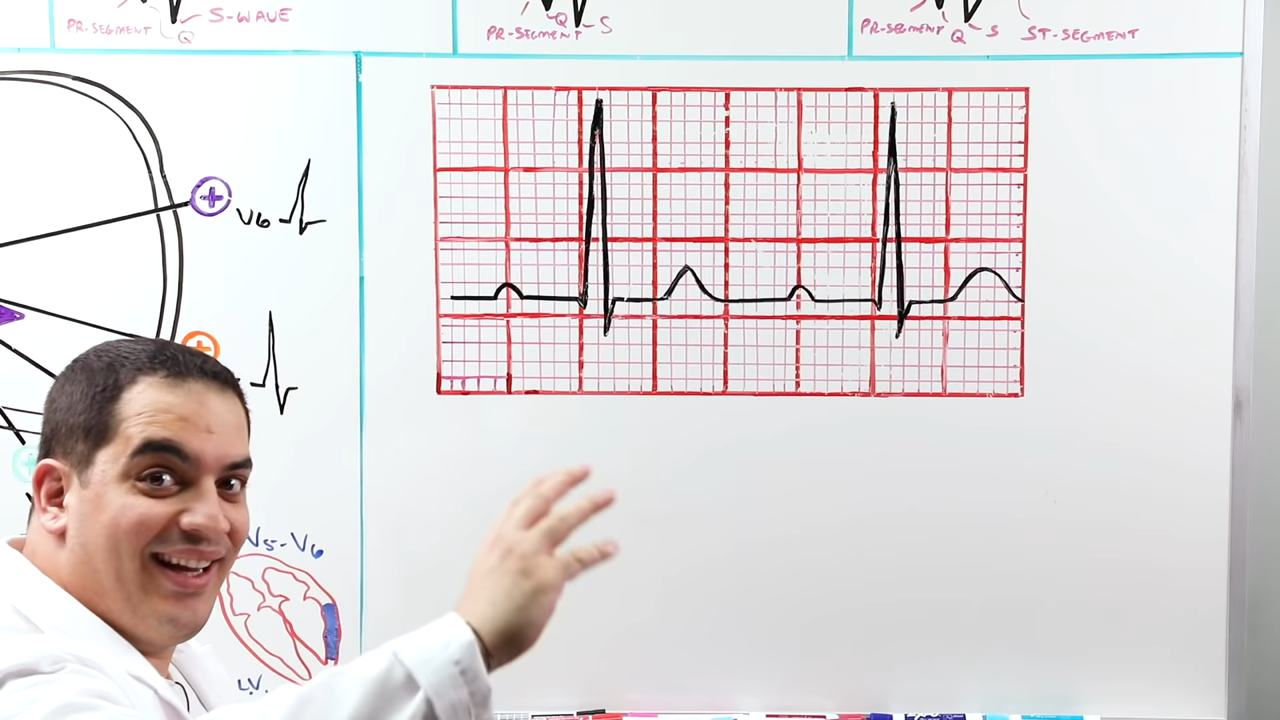 S-WAVE
PR-SEGMENT
Q
PR-SEGMENT
Q
S
PR-SEGMENT
Q
S
ST-SEGMENT
V6
V5-V6
L.V.